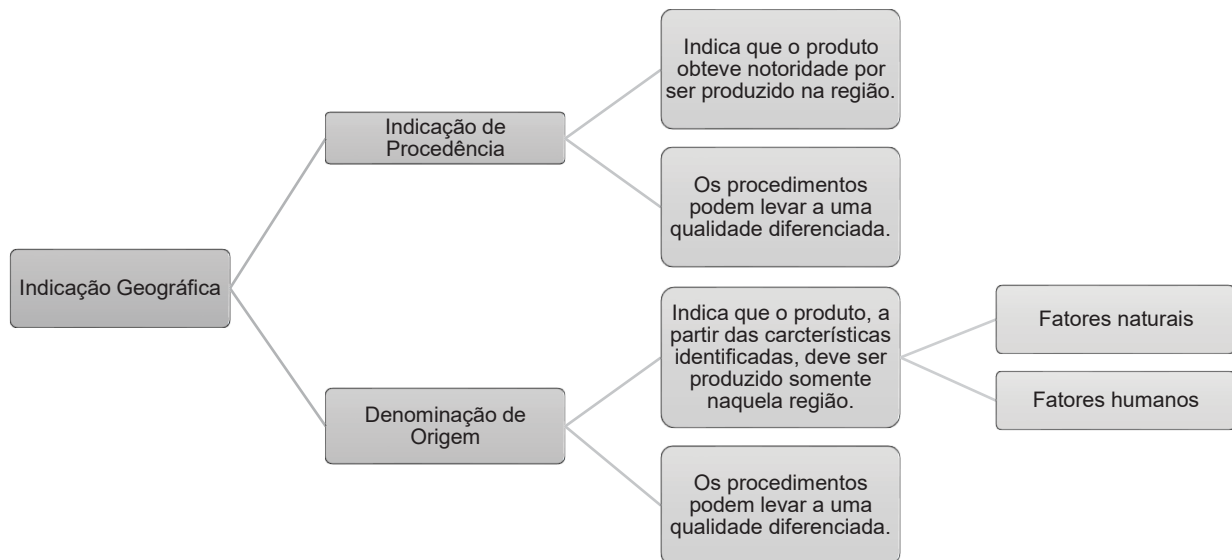 Indicação Geográfica
Indicação de
Procedência
Indica que o produto
obteve notoridade por
ser produzido na região.
Os procedimentos
podem levar a uma
qualidade diferenciada.
Denominação de
Origem
Indica que o produto, a
partir das carcterísticas
identificadas, deve ser
produzido somente
naquela região.
Fatores naturais
Fatores humanos
Os procedimentos
podem levar a uma
qualidade diferenciada.